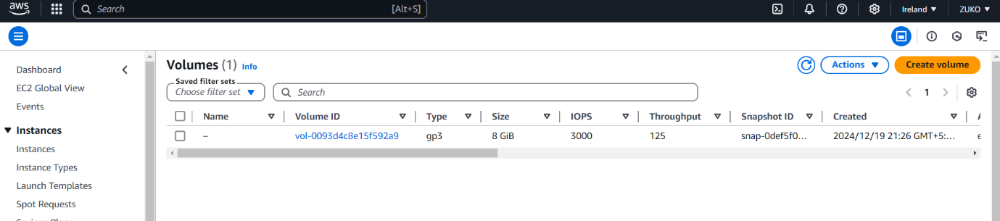 aws Search [Alt+S] Ireland ZUKO
Dashboard
EC2 Global View
Events
Instances
Instances
Instance Types
Launch Templates
Spot Requests
Volumes (1) Info
Actions
Create volume
Saved filter sets
Choose filter set
Search
1
Name Volume ID Type Size IOPS Throughput Snapshot ID Created
– vol-0093d4c8e15f592a9 gp3 8 GiB 3000 125 snap-0def5f0... 2024/12/19 21:26 GMT+5:...